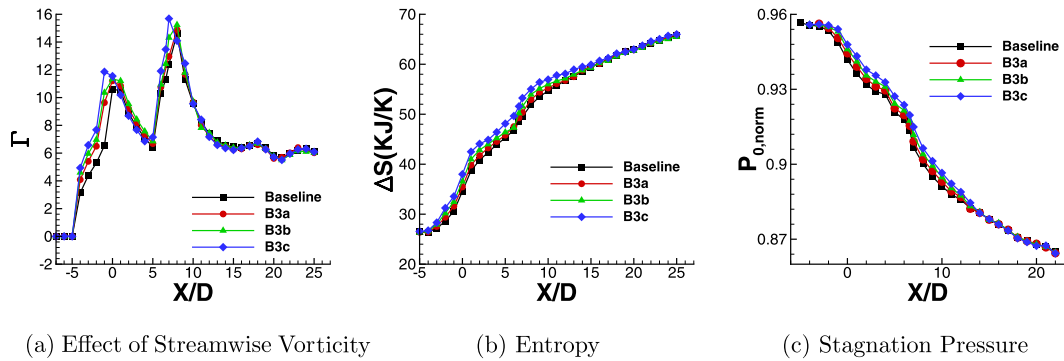 Γ
16
14
12
10
8
6
4
2
0
-2
-5 0 5 10 15 20 25
X/D
Baseline
B3a
B3b
B3c
(a) Effect of Streamwise Vorticity
ΔS(KJ/K)
70
60
50
40
30
20
-5 0 5 10 15 20 25
X/D
Baseline
B3a
B3b
B3c
(b) Entropy
P0,norm
0.96
0.93
0.9
0.87
0 10 20
X/D
Baseline
B3a
B3b
B3c
(c) Stagnation Pressure